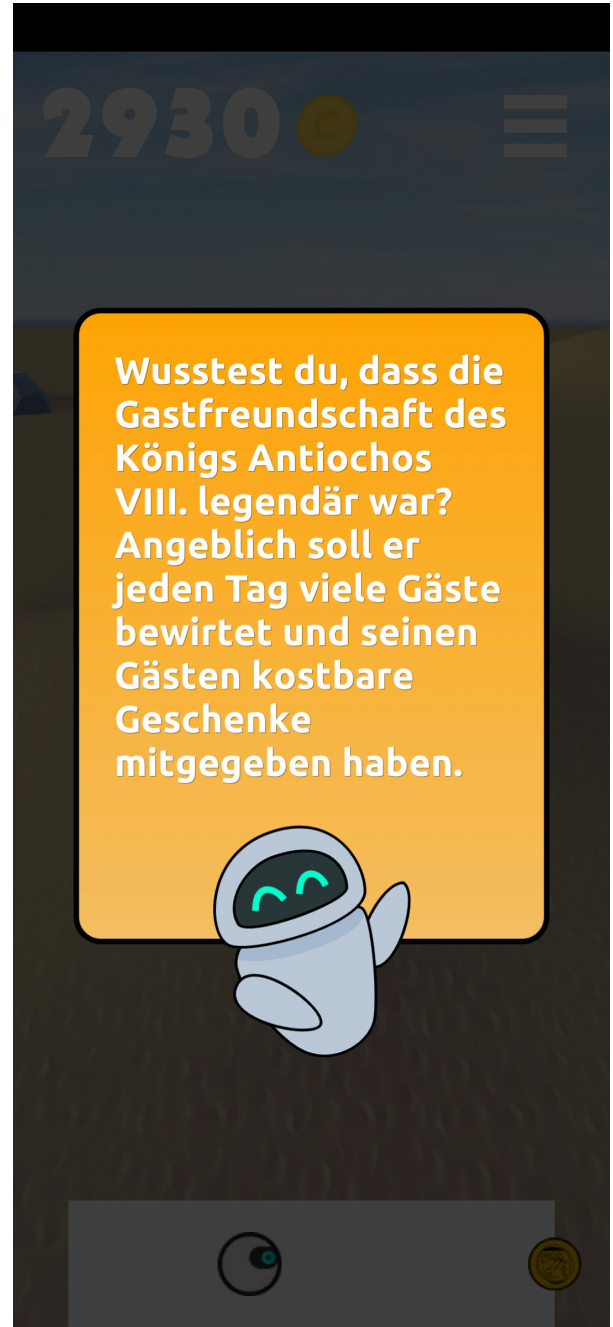 2930 C
Wusstest du, dass die
Gastfreundschaft des
Königs Antiochos
VIII. legendär war?
Angeblich soll er
jeden Tag viele Gäste
bewirtet und seinen
Gästen kostbare
Geschenke
mitgegeben haben.